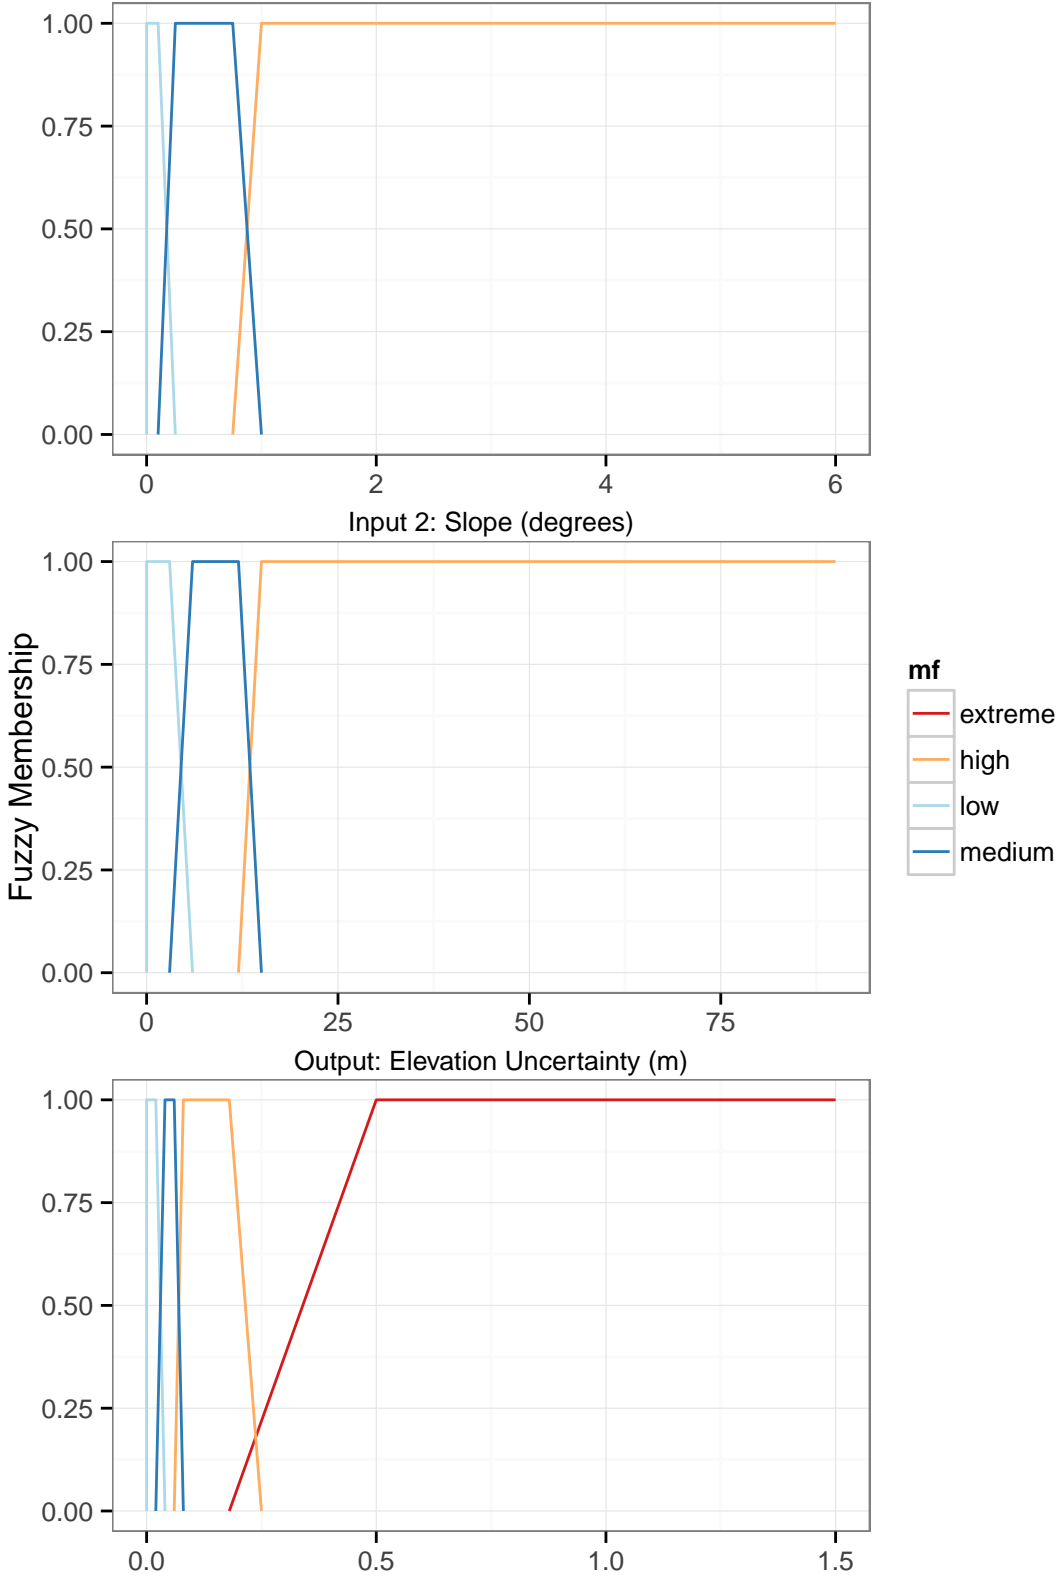 1.00
0.75
0.50
0.25
0.00
0 2 4 6
Input 2: Slope (degrees)
1.00
0.75
0.50
0.25
0.00
0 25 50 75
Fuzzy Membership
mf
extreme
high
low
medium
Output: Elevation Uncertainty (m)
1.00
0.75
0.50
0.25
0.00
0.0 0.5 1.0 1.5